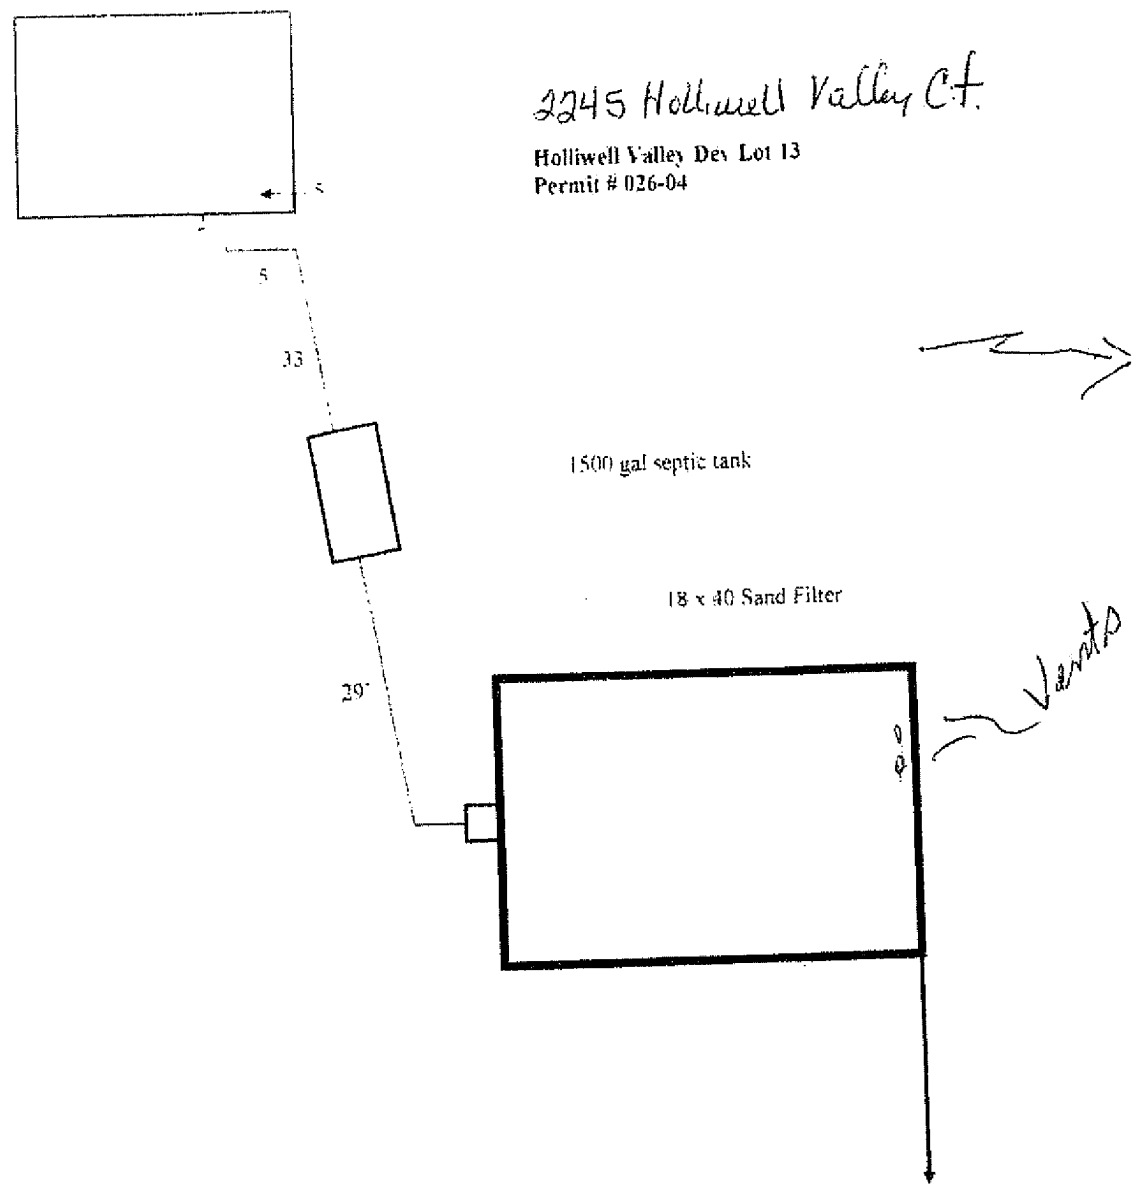 2245 Holliwell Valley Ct.
Holliwell Valley Dev Lot 13
Permit # 026-04
5
5
33
1500 gal septic tank
18 x 40 Sand Filter
Vents
29'